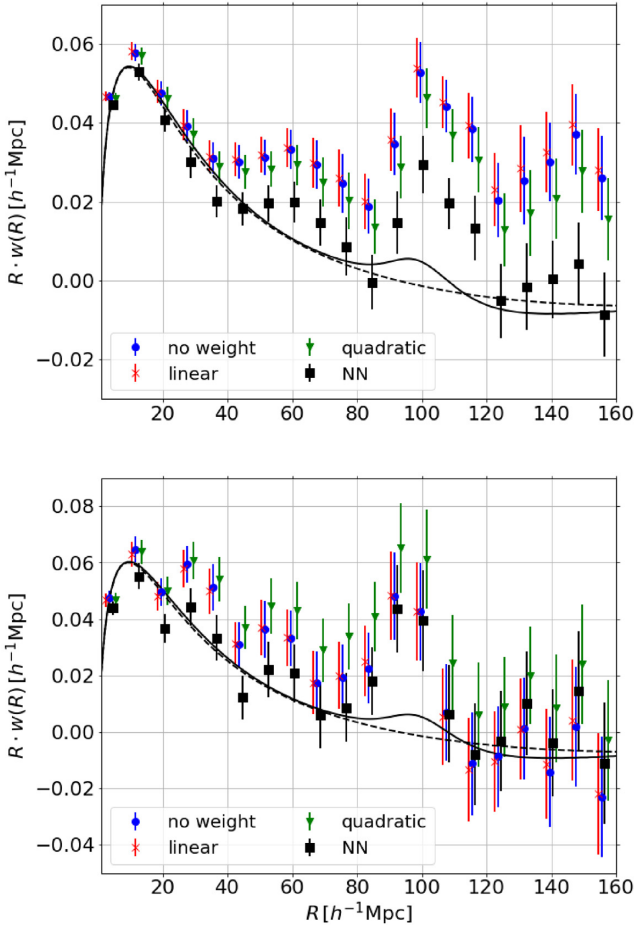 0.06
0.04
0.02
0.00
−0.02
R · w(R) [h⁻¹Mpc]
no weight
linear
quadratic
NN
20 40 60 80 100 120 140 160
0.08
0.06
0.04
0.02
0.00
−0.02
−0.04
R · w(R) [h⁻¹Mpc]
no weight
linear
quadratic
NN
20 40 60 80 100 120 140 160
R [h⁻¹Mpc]